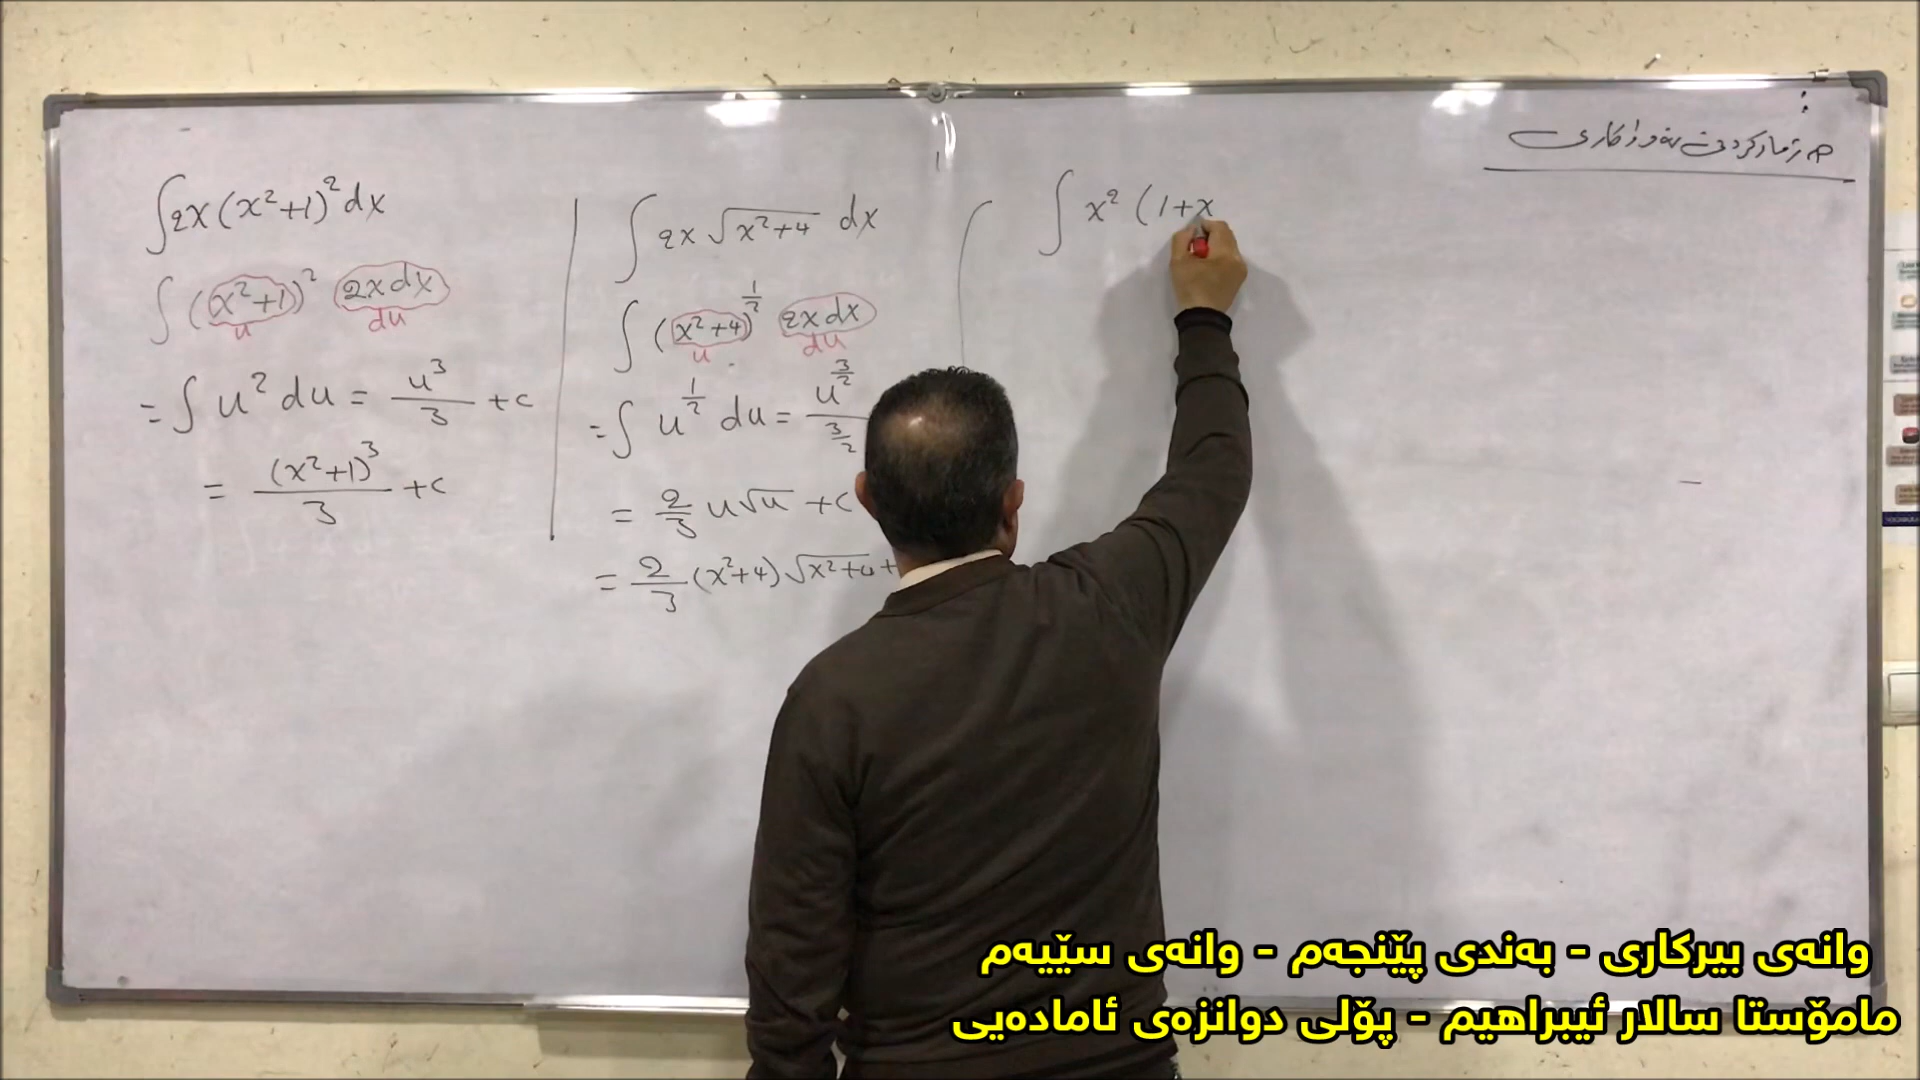 ∫2x(x²+1)²dx
∫(x²+1)² 2xdx
u du
=∫u²du = u³/3 +c
= (x²+1)³/3 +c
∫2x√(x²+4) dx
∫(x²+4)^(1/2) 2xdx
u du
=∫u^(1/2) du = u^(3/2)/(3/2)
= 2/3 u√u +c
= 2/3 (x²+4)√(x²+4) +
∫x²(1+x
وانەی بیرکاری - بەندی پێنجەم - وانەی سێیەم
مامۆستا سالار ئیبراهیم - پۆلی دوانزەی ئامادەیی